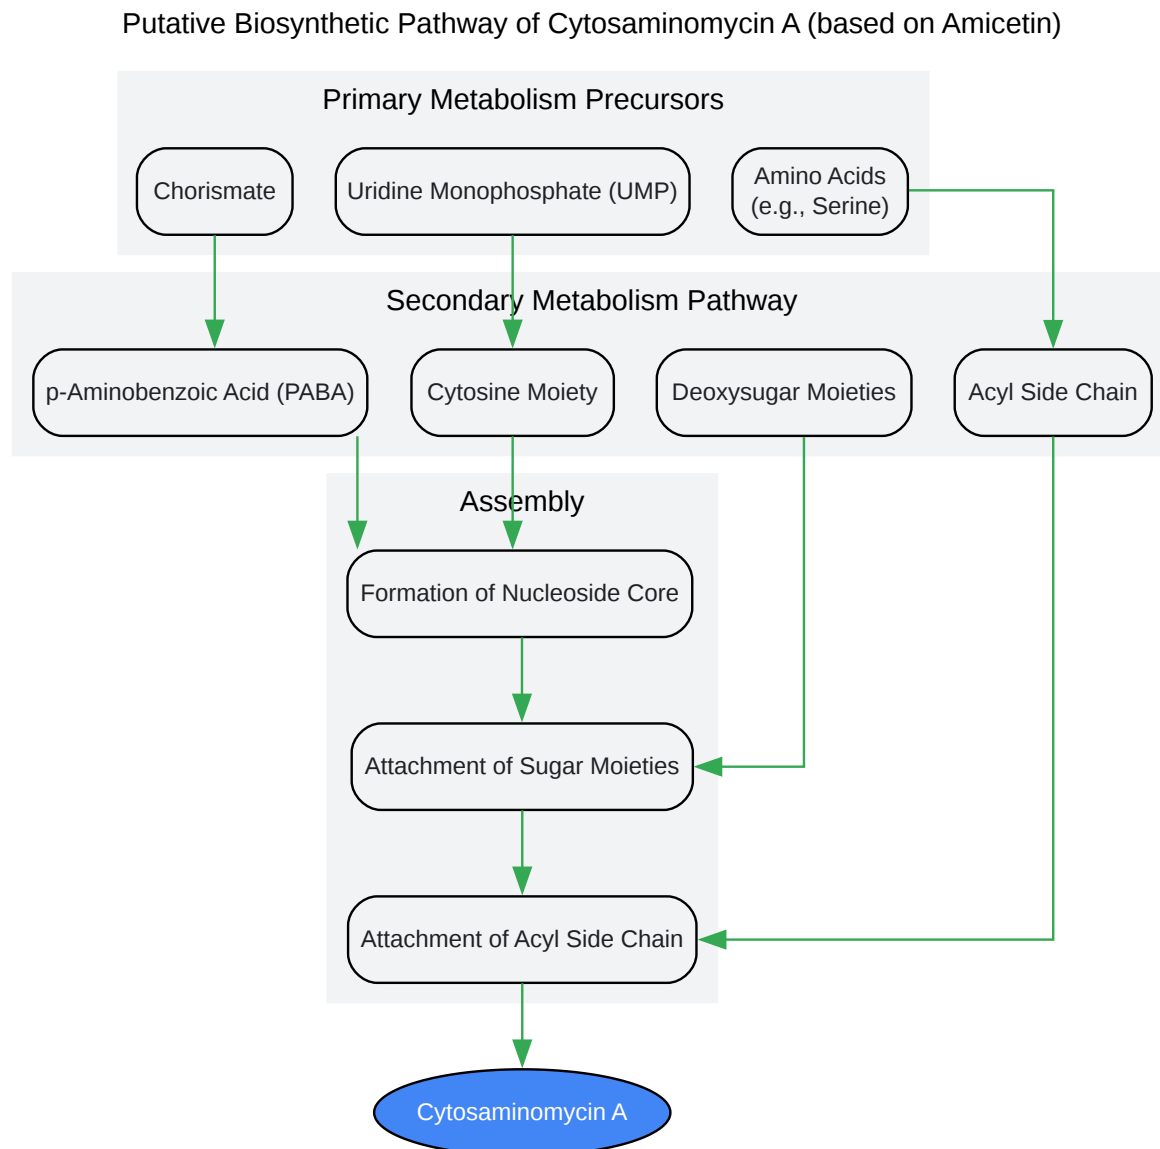 Putative Biosynthetic Pathway of Cytosaminomycin A (based on Amicetin)
Primary Metabolism Precursors
Chorismate
Uridine Monophosphate (UMP)
Amino Acids
(e.g., Serine)
Secondary Metabolism Pathway
p-Aminobenzoic Acid (PABA)
Cytosine Moiety
Deoxysugar Moieties
Acyl Side Chain
Assembly
Formation of Nucleoside Core
Attachment of Sugar Moieties
Attachment of Acyl Side Chain
Cytosaminomycin A